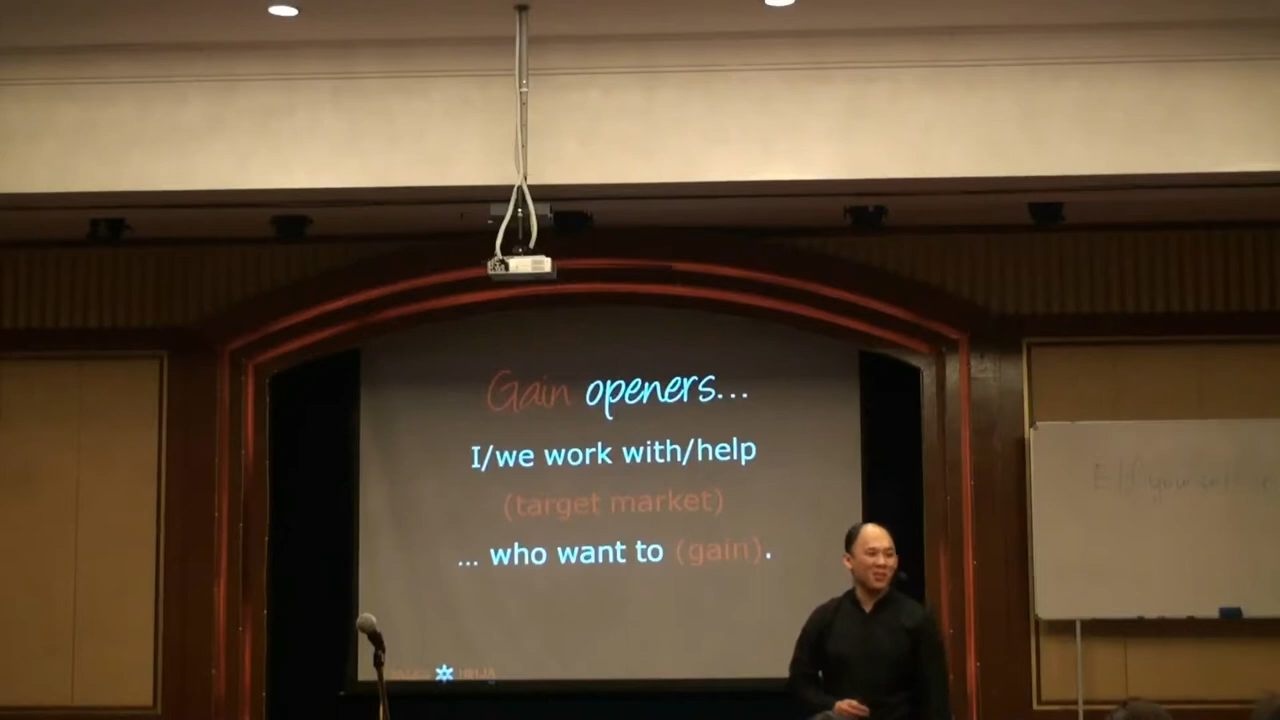 Gain openers...
I/we work with/help
(target market)
... who want to (gain).